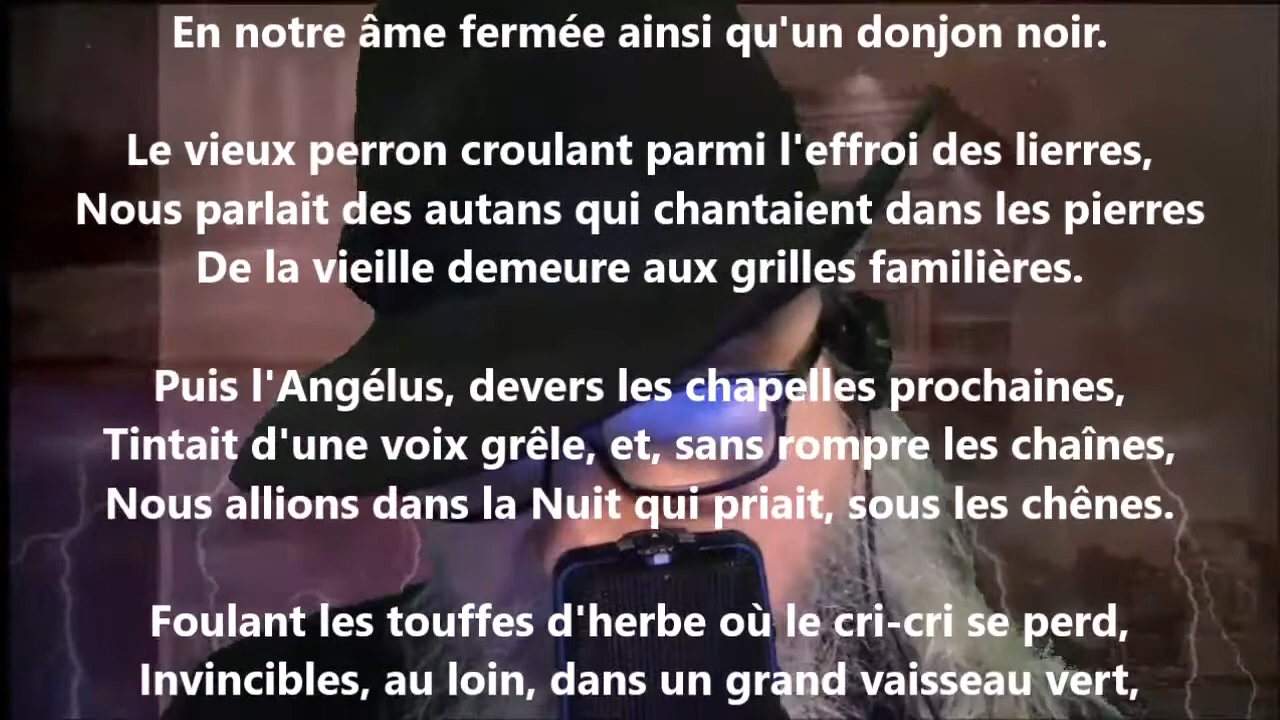 En notre âme fermée ainsi qu'un donjon noir.
Le vieux perron croulant parmi l'effroi des lierres,
Nous parlait des autans qui chantaient dans les pierres
De la vieille demeure aux grilles familières.
Puis l'Angélus, devers les chapelles prochaines,
Tintait d'une voix grêle, et, sans rompre les chaînes,
Nous allions dans la Nuit qui priait, sous les chênes.
Foulant les touffes d'herbe où le cri-cri se perd,
Invincibles, au loin, dans un grand vaisseau vert,